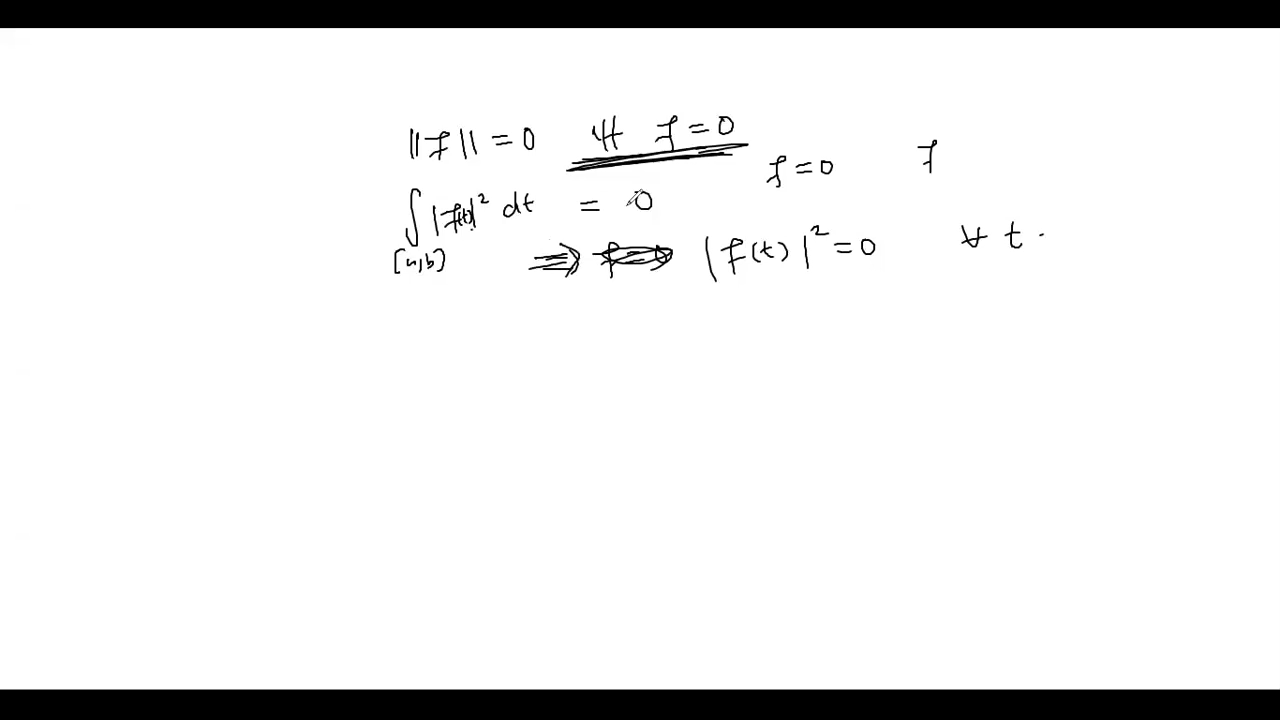 ||f|| = 0 iff f = 0
f = 0 f
∫[a,b] |f(t)|² dt = 0
⇒ |f(t)|² = 0 ∀ t.